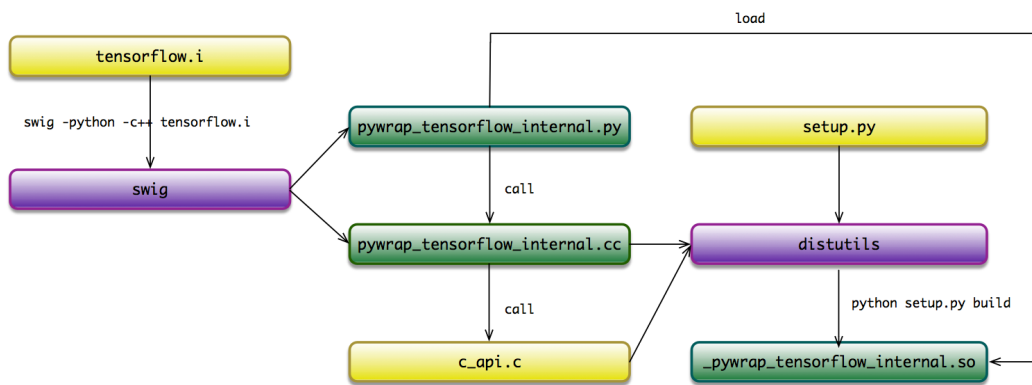 load
tensorflow.i
swig -python -c++ tensorflow.i
pywrap_tensorflow_internal.py
setup.py
swig
call
pywrap_tensorflow_internal.cc
distutils
call
python setup.py build
c_api.c
_pywrap_tensorflow_internal.so